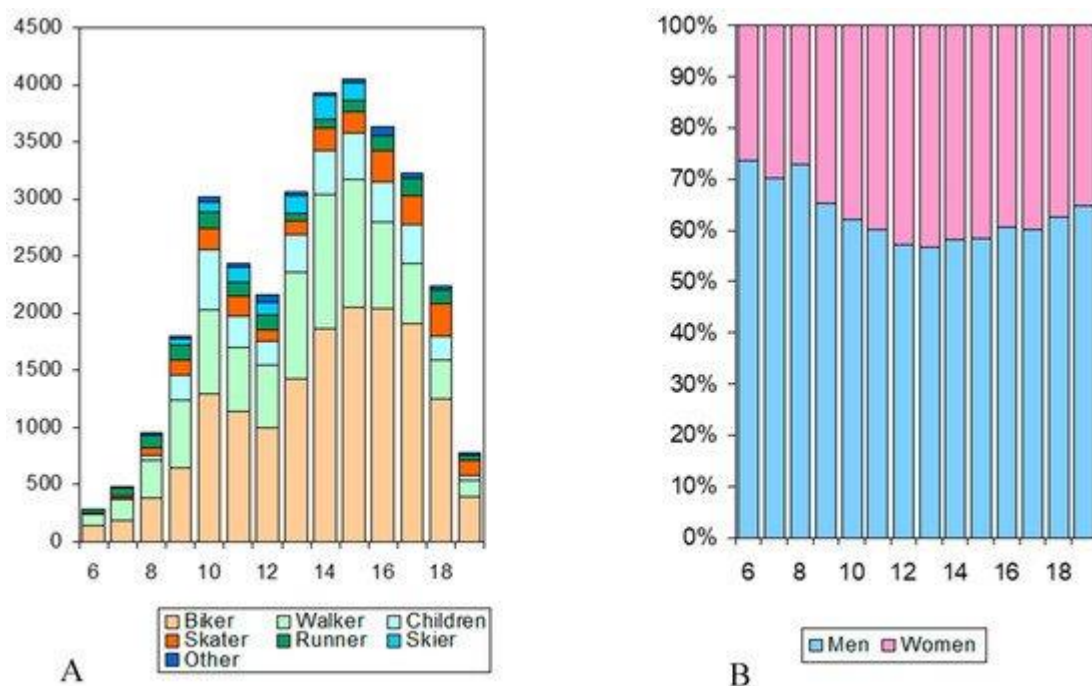 4500
4000
3500
3000
2500
2000
1500
1000
500
0
6 8 10 12 14 16 18
Biker Walker Children
Skater Runner Skier
Other
A
100%
90%
80%
70%
60%
50%
40%
30%
20%
10%
0%
6 8 10 12 14 16 18
Men Women
B